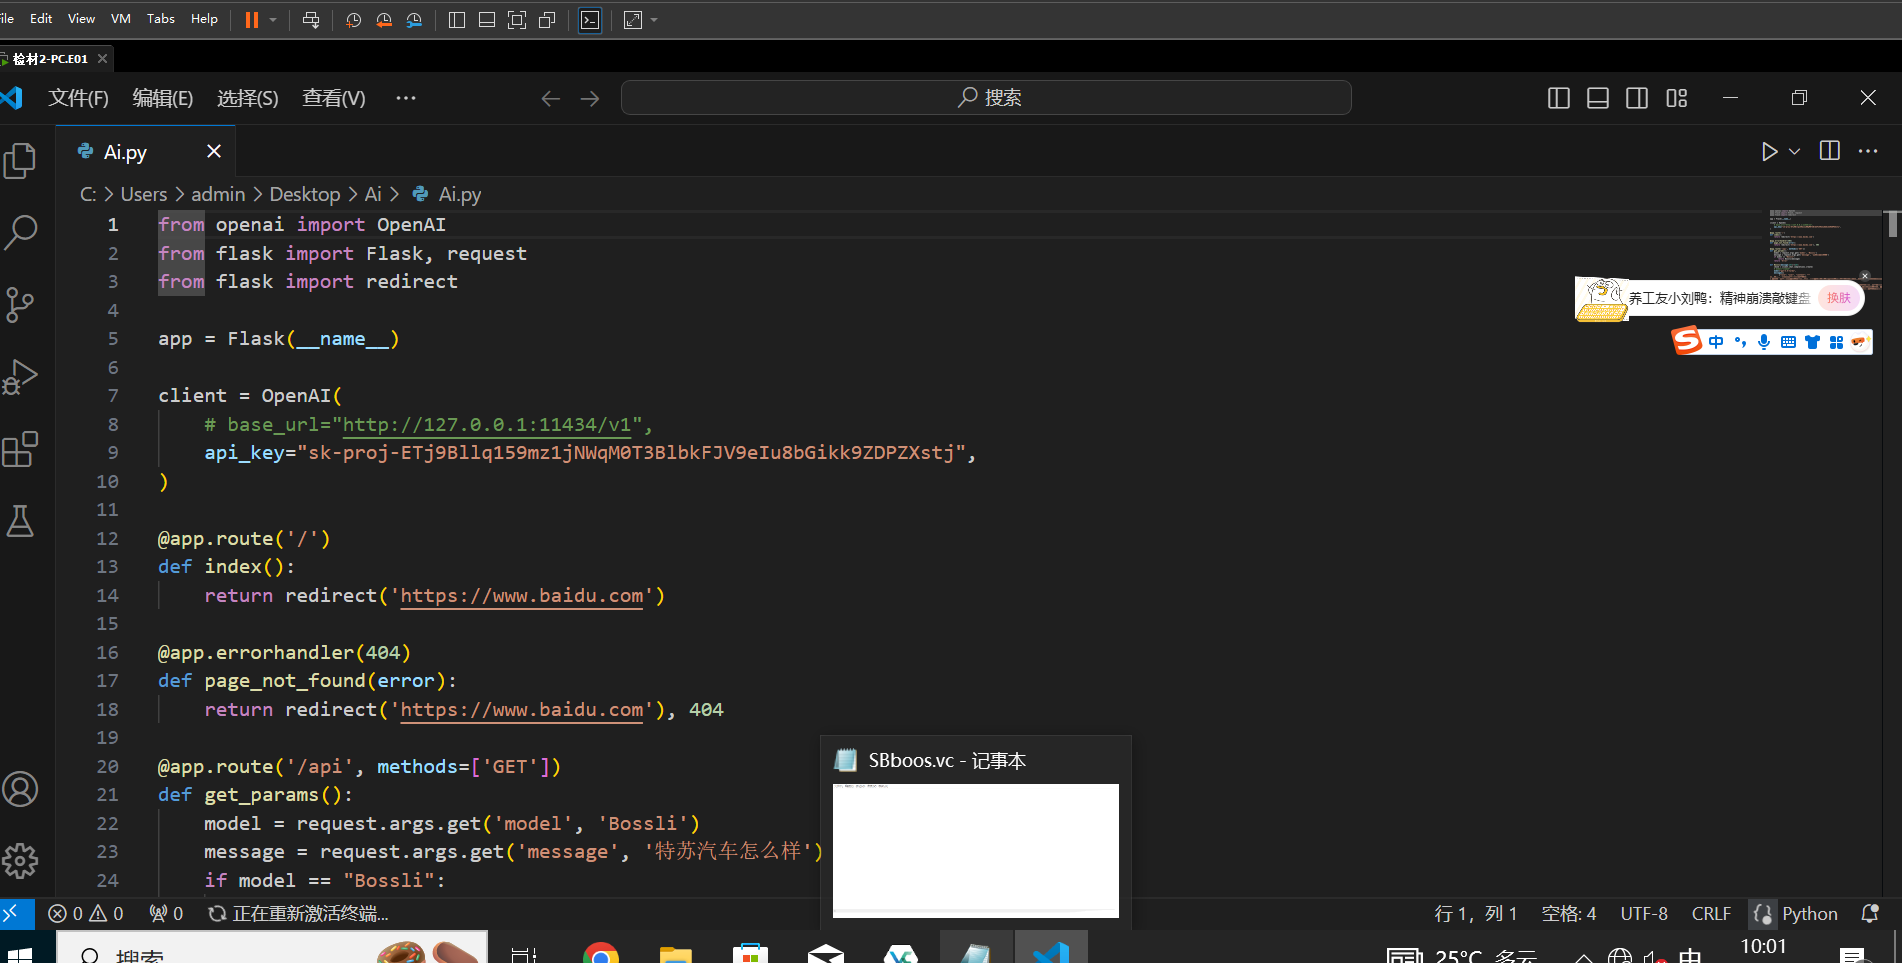 ile Edit View VM Tabs Help
检材2-PC.E01
文件(F) 编辑(E) 选择(S) 查看(V) ··· 搜索
Ai.py
C: > Users > admin > Desktop > Ai > Ai.py
1 from openai import OpenAI
2 from flask import Flask, request
3 from flask import redirect
4
5 app = Flask(__name__)
6
7 client = OpenAI(
8 # base_url="http://127.0.0.1:11434/v1",
9 api_key="sk-proj-ETj9Bllq159mz1jNWqM0T3BlbkFJV9eIu8bGikk9ZDPZXstj",
10 )
11
12 @app.route('/')
13 def index():
14 return redirect('https://www.baidu.com')
15
16 @app.errorhandler(404)
17 def page_not_found(error):
18 return redirect('https://www.baidu.com'), 404
19
20 @app.route('/api', methods=['GET'])
21 def get_params():
22 model = request.args.get('model', 'Bossli')
23 message = request.args.get('message', '特苏汽车怎么样')
24 if model == "Bossli":
养工友小刘鸭：精神崩溃敲键盘 换肤
S 中
SBboos.vc - 记事本
0 0 0 正在重新激活终端... 行 1，列 1 空格: 4 UTF-8 CRLF Python
搜索 25°C 多云 中 10:01